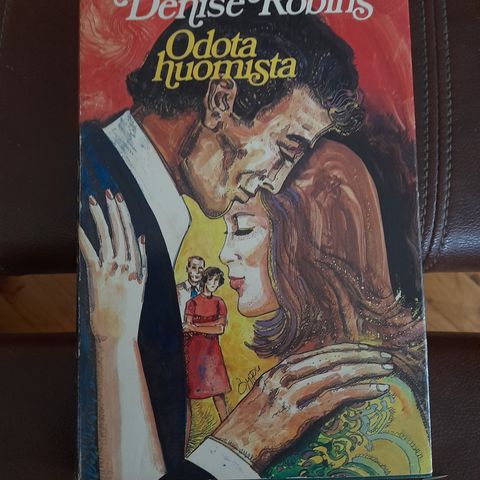 Denise Robins
Odota
huomista